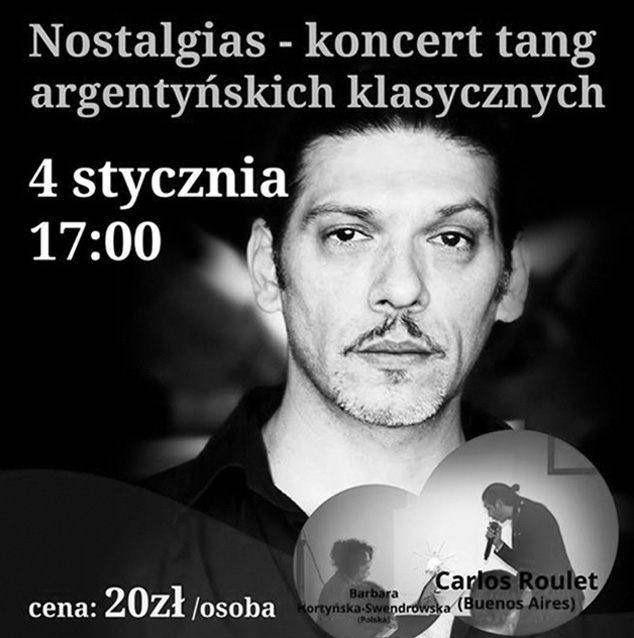 Nostalgias - koncert tang
argentyńskich klasycznych
4 stycznia
17:00
Carlos Roulet
(Buenos Aires)
Barbara
Hortyńska-Swendrowska
(Polska)
cena: 20zł /osoba